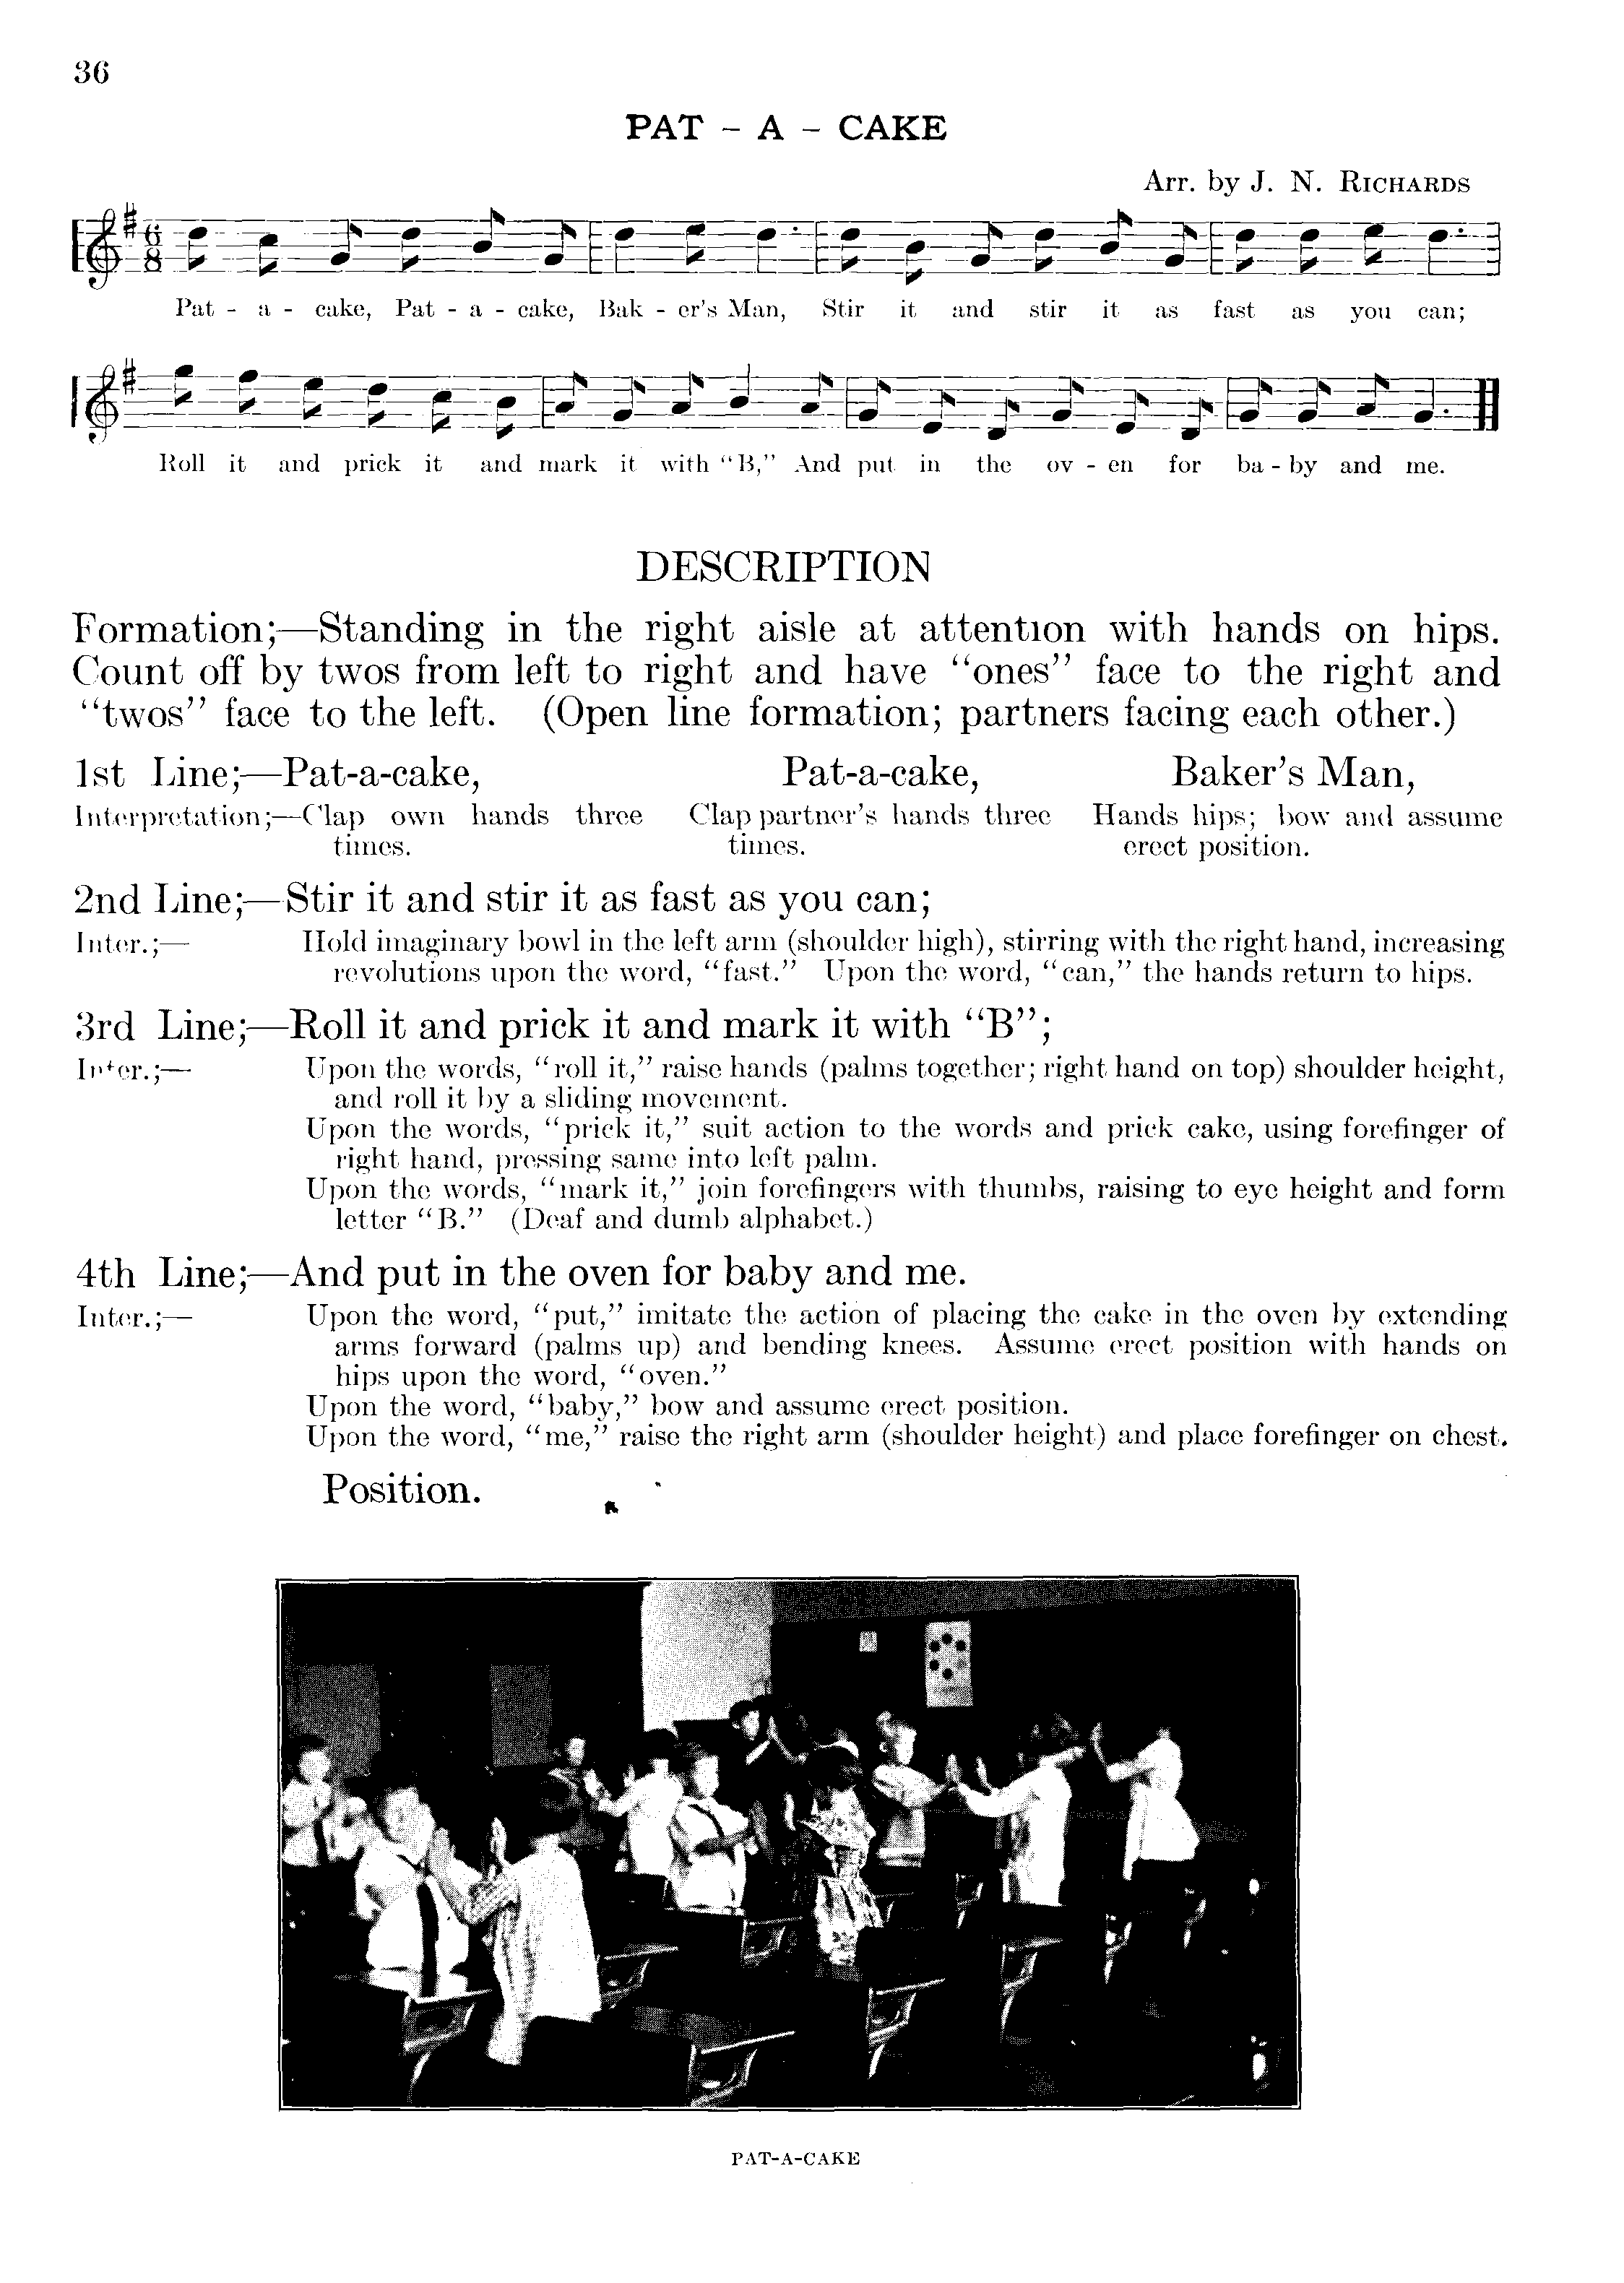 36
PAT - A - CAKE
Arr. by J. N. RICHARDS
6
8
Pat - a - cake, Pat - a - cake, Bak - er's Man, Stir it and stir it as fast as you can;
Roll it and prick it and mark it with "B," And put in the ov - en for ba - by and me.
DESCRIPTION
Formation;—Standing in the right aisle at attention with hands on hips.
Count off by twos from left to right and have "ones" face to the right and
"twos" face to the left. (Open line formation; partners facing each other.)
1st Line;—Pat-a-cake, Pat-a-cake, Baker's Man,
Interpretation;—Clap own hands three Clap partner's hands three Hands hips; bow and assume
times. times. erect position.
2nd Line;—Stir it and stir it as fast as you can;
Inter.;— Hold imaginary bowl in the left arm (shoulder high), stirring with the right hand, increasing
revolutions upon the word, "fast." Upon the word, "can," the hands return to hips.
3rd Line;—Roll it and prick it and mark it with "B";
Inter.;— Upon the words, "roll it," raise hands (palms together; right hand on top) shoulder height,
and roll it by a sliding movement.
Upon the words, "prick it," suit action to the words and prick cake, using forefinger of
right hand, pressing same into left palm.
Upon the words, "mark it," join forefingers with thumbs, raising to eye height and form
letter "B." (Deaf and dumb alphabet.)
4th Line;—And put in the oven for baby and me.
Inter.;— Upon the word, "put," imitate the action of placing the cake in the oven by extending
arms forward (palms up) and bending knees. Assume erect position with hands on
hips upon the word, "oven."
Upon the word, "baby," bow and assume erect position.
Upon the word, "me," raise the right arm (shoulder height) and place forefinger on chest.
Position.
PAT-A-CAKE